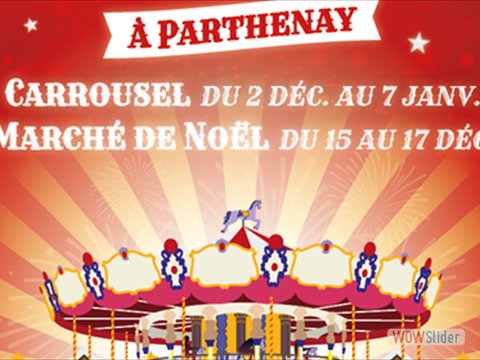 À PARTHENAY
CARROUSEL DU 2 DÉC. AU 7 JANV.
MARCHÉ DE NOËL DU 15 AU 17 DÉC
WOWSlider